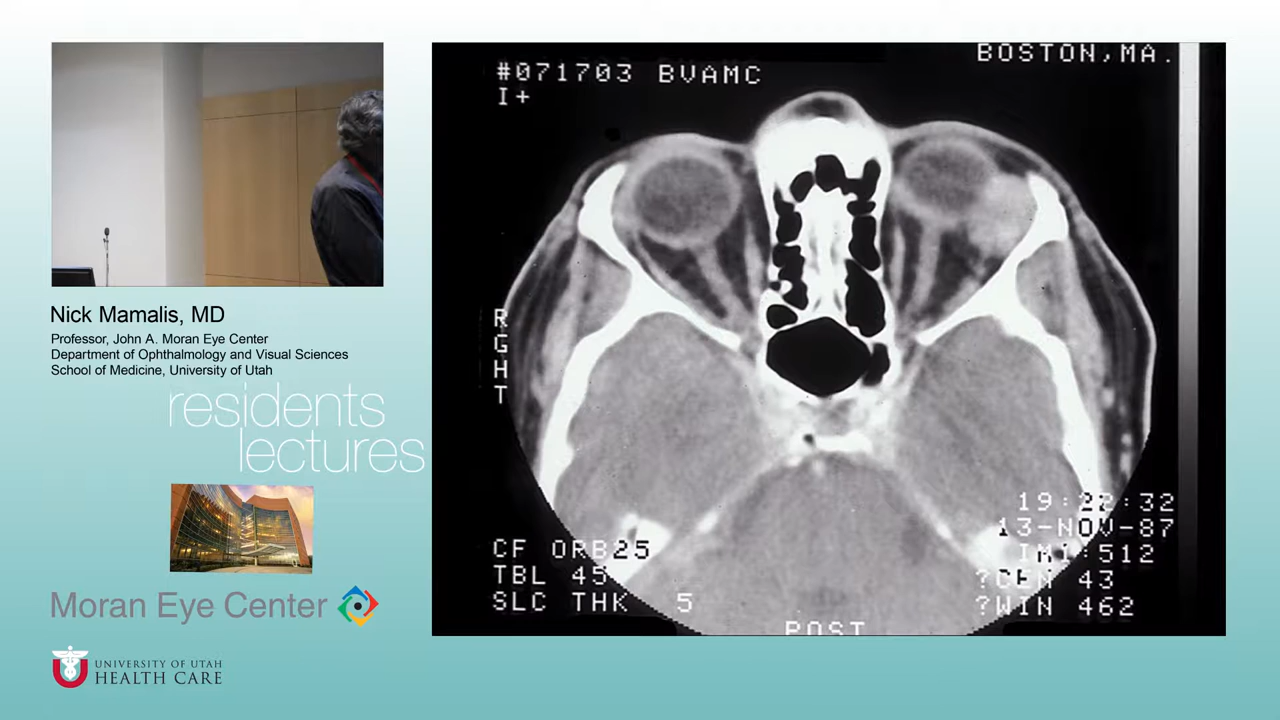 Nick Mamalis, MD
Professor, John A. Moran Eye Center
Department of Ophthalmology and Visual Sciences
School of Medicine, University of Utah
residents
lectures
Moran Eye Center
U
UNIVERSITY OF UTAH
HEALTH CARE
BOSTON,MA.
#071703 BVAMC
I+
R
G
H
T
19:22:32
13-NOV-87
CF ORB25
TBL 45
?CEN 43
SLC THK 5
?WIN 462
POST